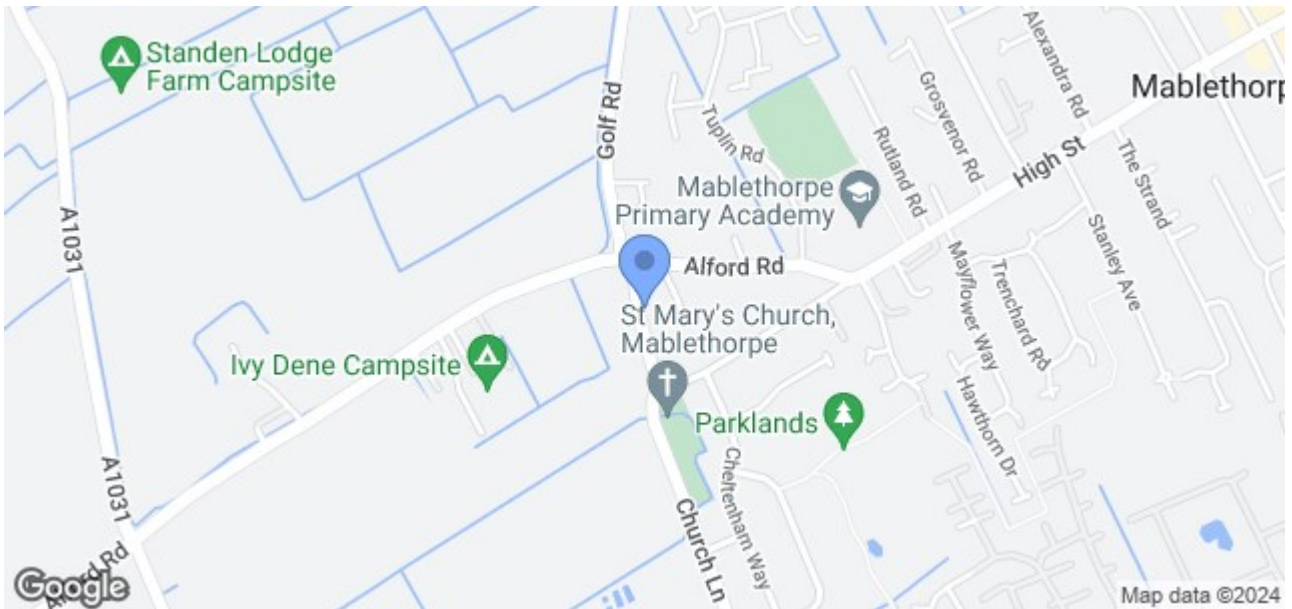 Standen Lodge
Farm Campsite
A1031
Golf Rd
Tuplin Rd
Mablethorpe
Primary Academy
Rutland Rd
Grosvenor Rd
Alexandra Rd
Mablethorp
High St
The Strand
Stanley Ave
Alford Rd
Mayflower Way
Trenchard Rd
St Mary's Church,
Mablethorpe
Ivy Dene Campsite
Parklands
Hawthorn Dr
Cheltenham Way
Church Ln
A1031
Alford Rd
Google
Map data ©2024